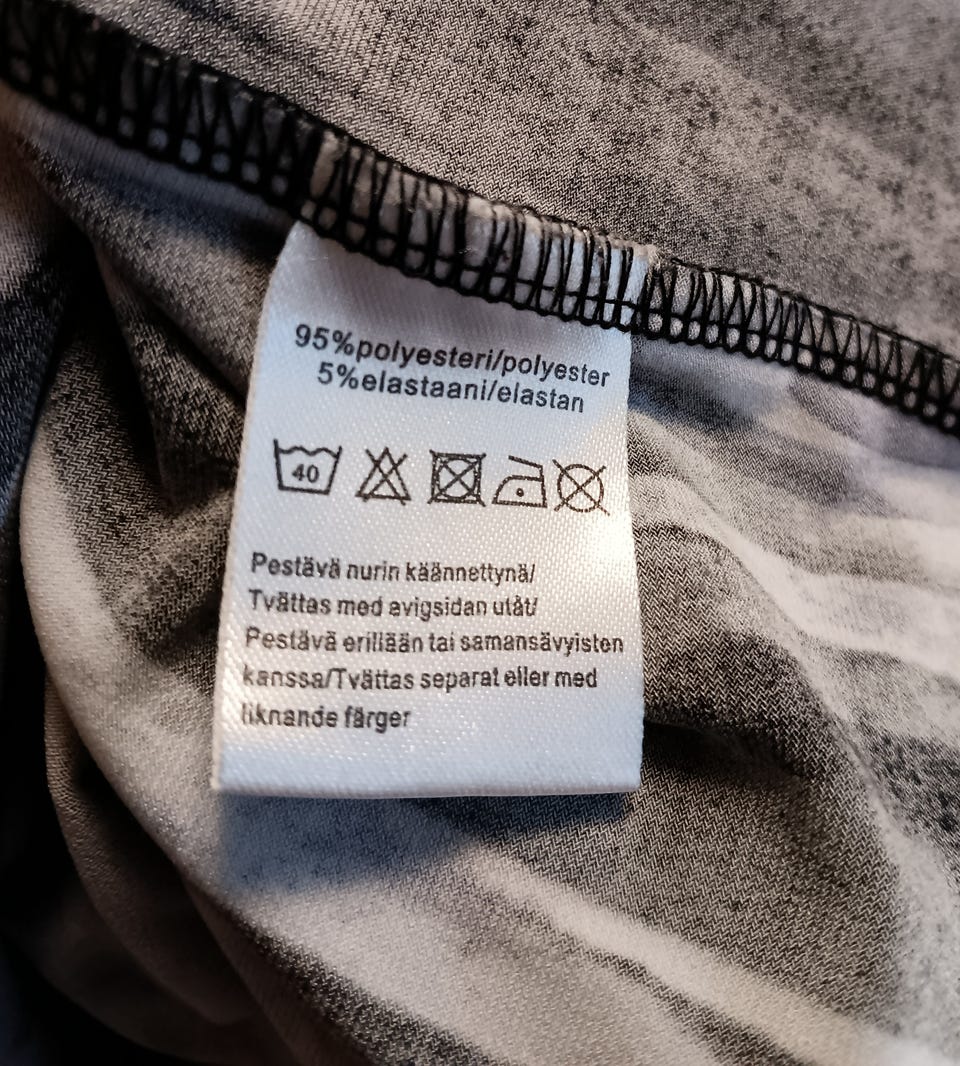 95%polyesteri/polyester
5%elastaani/elastan
40
Pestävä nurin käännettynä/
Tvättas med avigsidan utåt/
Pestävä erillään tai samansävyisten
kanssa/Tvättas separat eller med
liknande färger